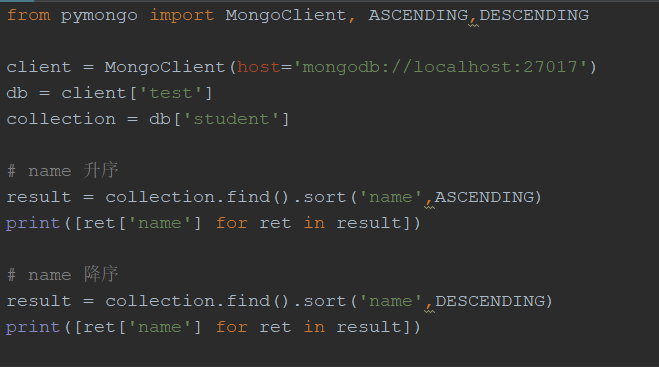 from pymongo import MongoClient, ASCENDING,DESCENDING
client = MongoClient(host='mongodb://localhost:27017')
db = client['test']
collection = db['student']
# name 升序
result = collection.find().sort('name',ASCENDING)
print([ret['name'] for ret in result])
# name 降序
result = collection.find().sort('name',DESCENDING)
print([ret['name'] for ret in result])